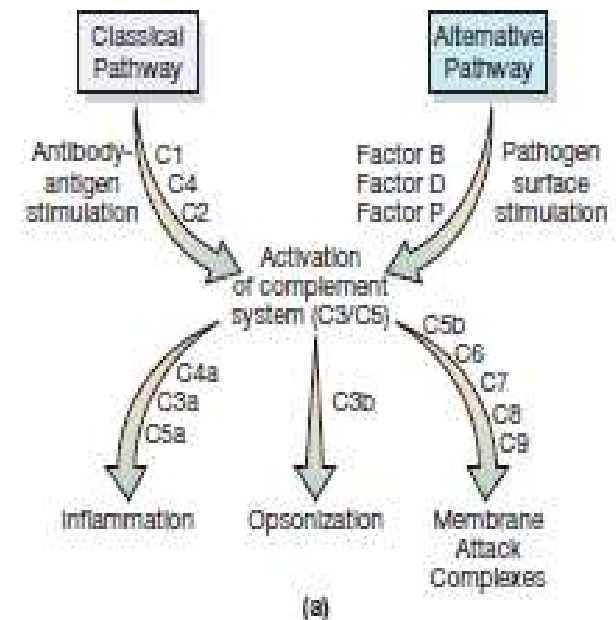 Classical
Pathway
Alternative
Pathway
Antibody-
antigen
stimulation
C1
C4
C2
Factor B
Factor D
Factor P
Pathogen
surface
stimulation
Activation
of complement
system (C3/C5)
C4a
C3a
C5a
C3b
C5b
C6
C7
C8
C9
Inflammation
Opsonization
Membrane
Attack
Complexes
(a)